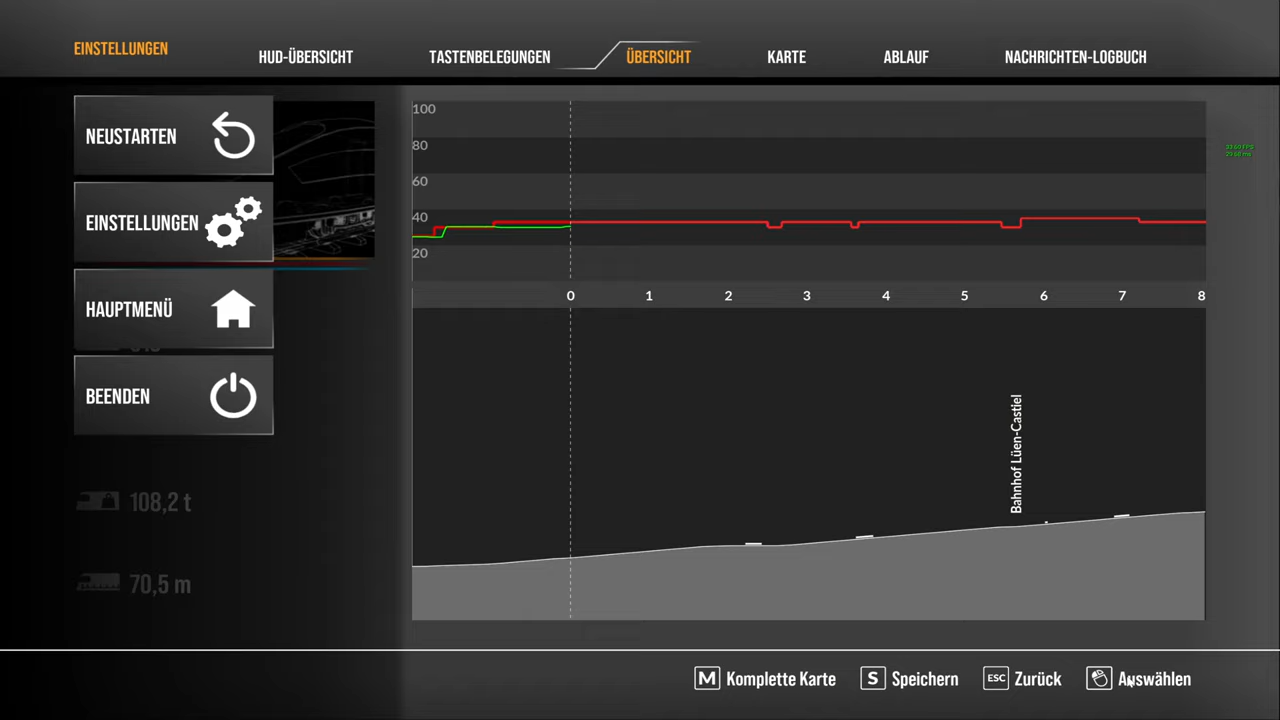 EINSTELLUNGEN
HUD-ÜBERSICHT
TASTENBELEGUNGEN
ÜBERSICHT
KARTE
ABLAUF
NACHRICHTEN-LOGBUCH
NEUSTARTEN
EINSTELLUNGEN
HAUPTMENÜ
BEENDEN
108,2 t
70,5 m
100
80
60
40
20
0 1 2 3 4 5 6 7 8
Bahnhof Lüen-Castiel
M Komplette Karte
S Speichern
ESC Zurück
Auswählen